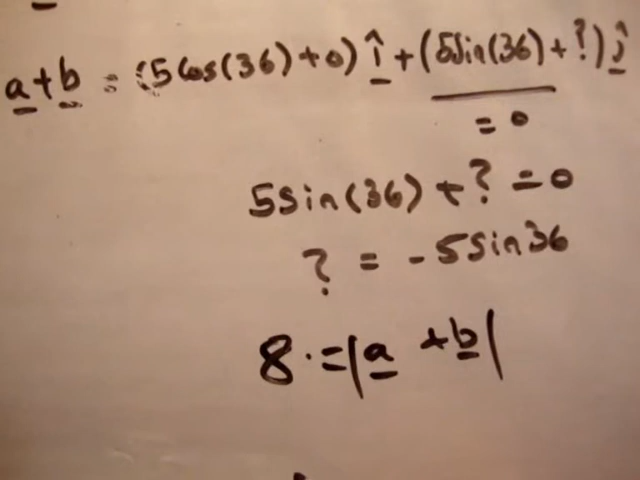 a + b = (5cos(36) + 0) î + (5sin(36) + ?) ĵ
= 0
5sin(36) + ? = 0
? = - 5sin36
8 · = |a + b|